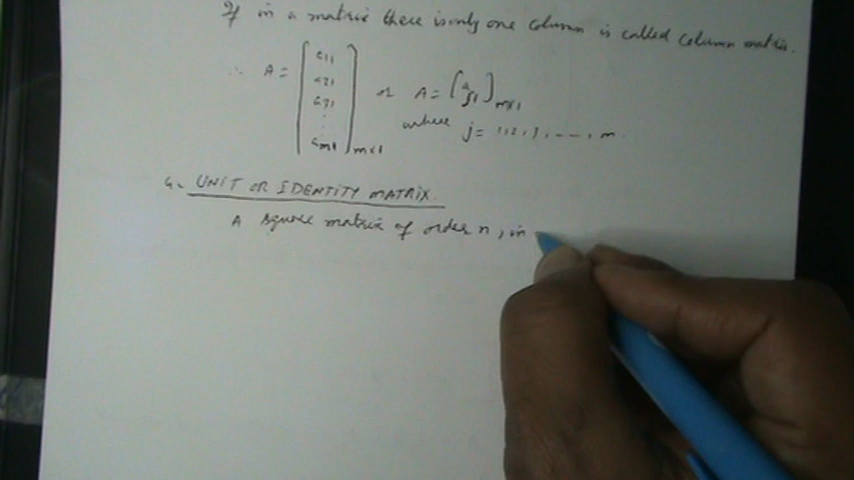 If in a matrix there is only one column is called column matrix.
∴ A = [a11 a21 a31 ⋮ am1]m×1 or A = [aj1]m×1
where j = 1, 2, 3, ---, m.
4. UNIT OR IDENTITY MATRIX.
A square matrix of order n, in